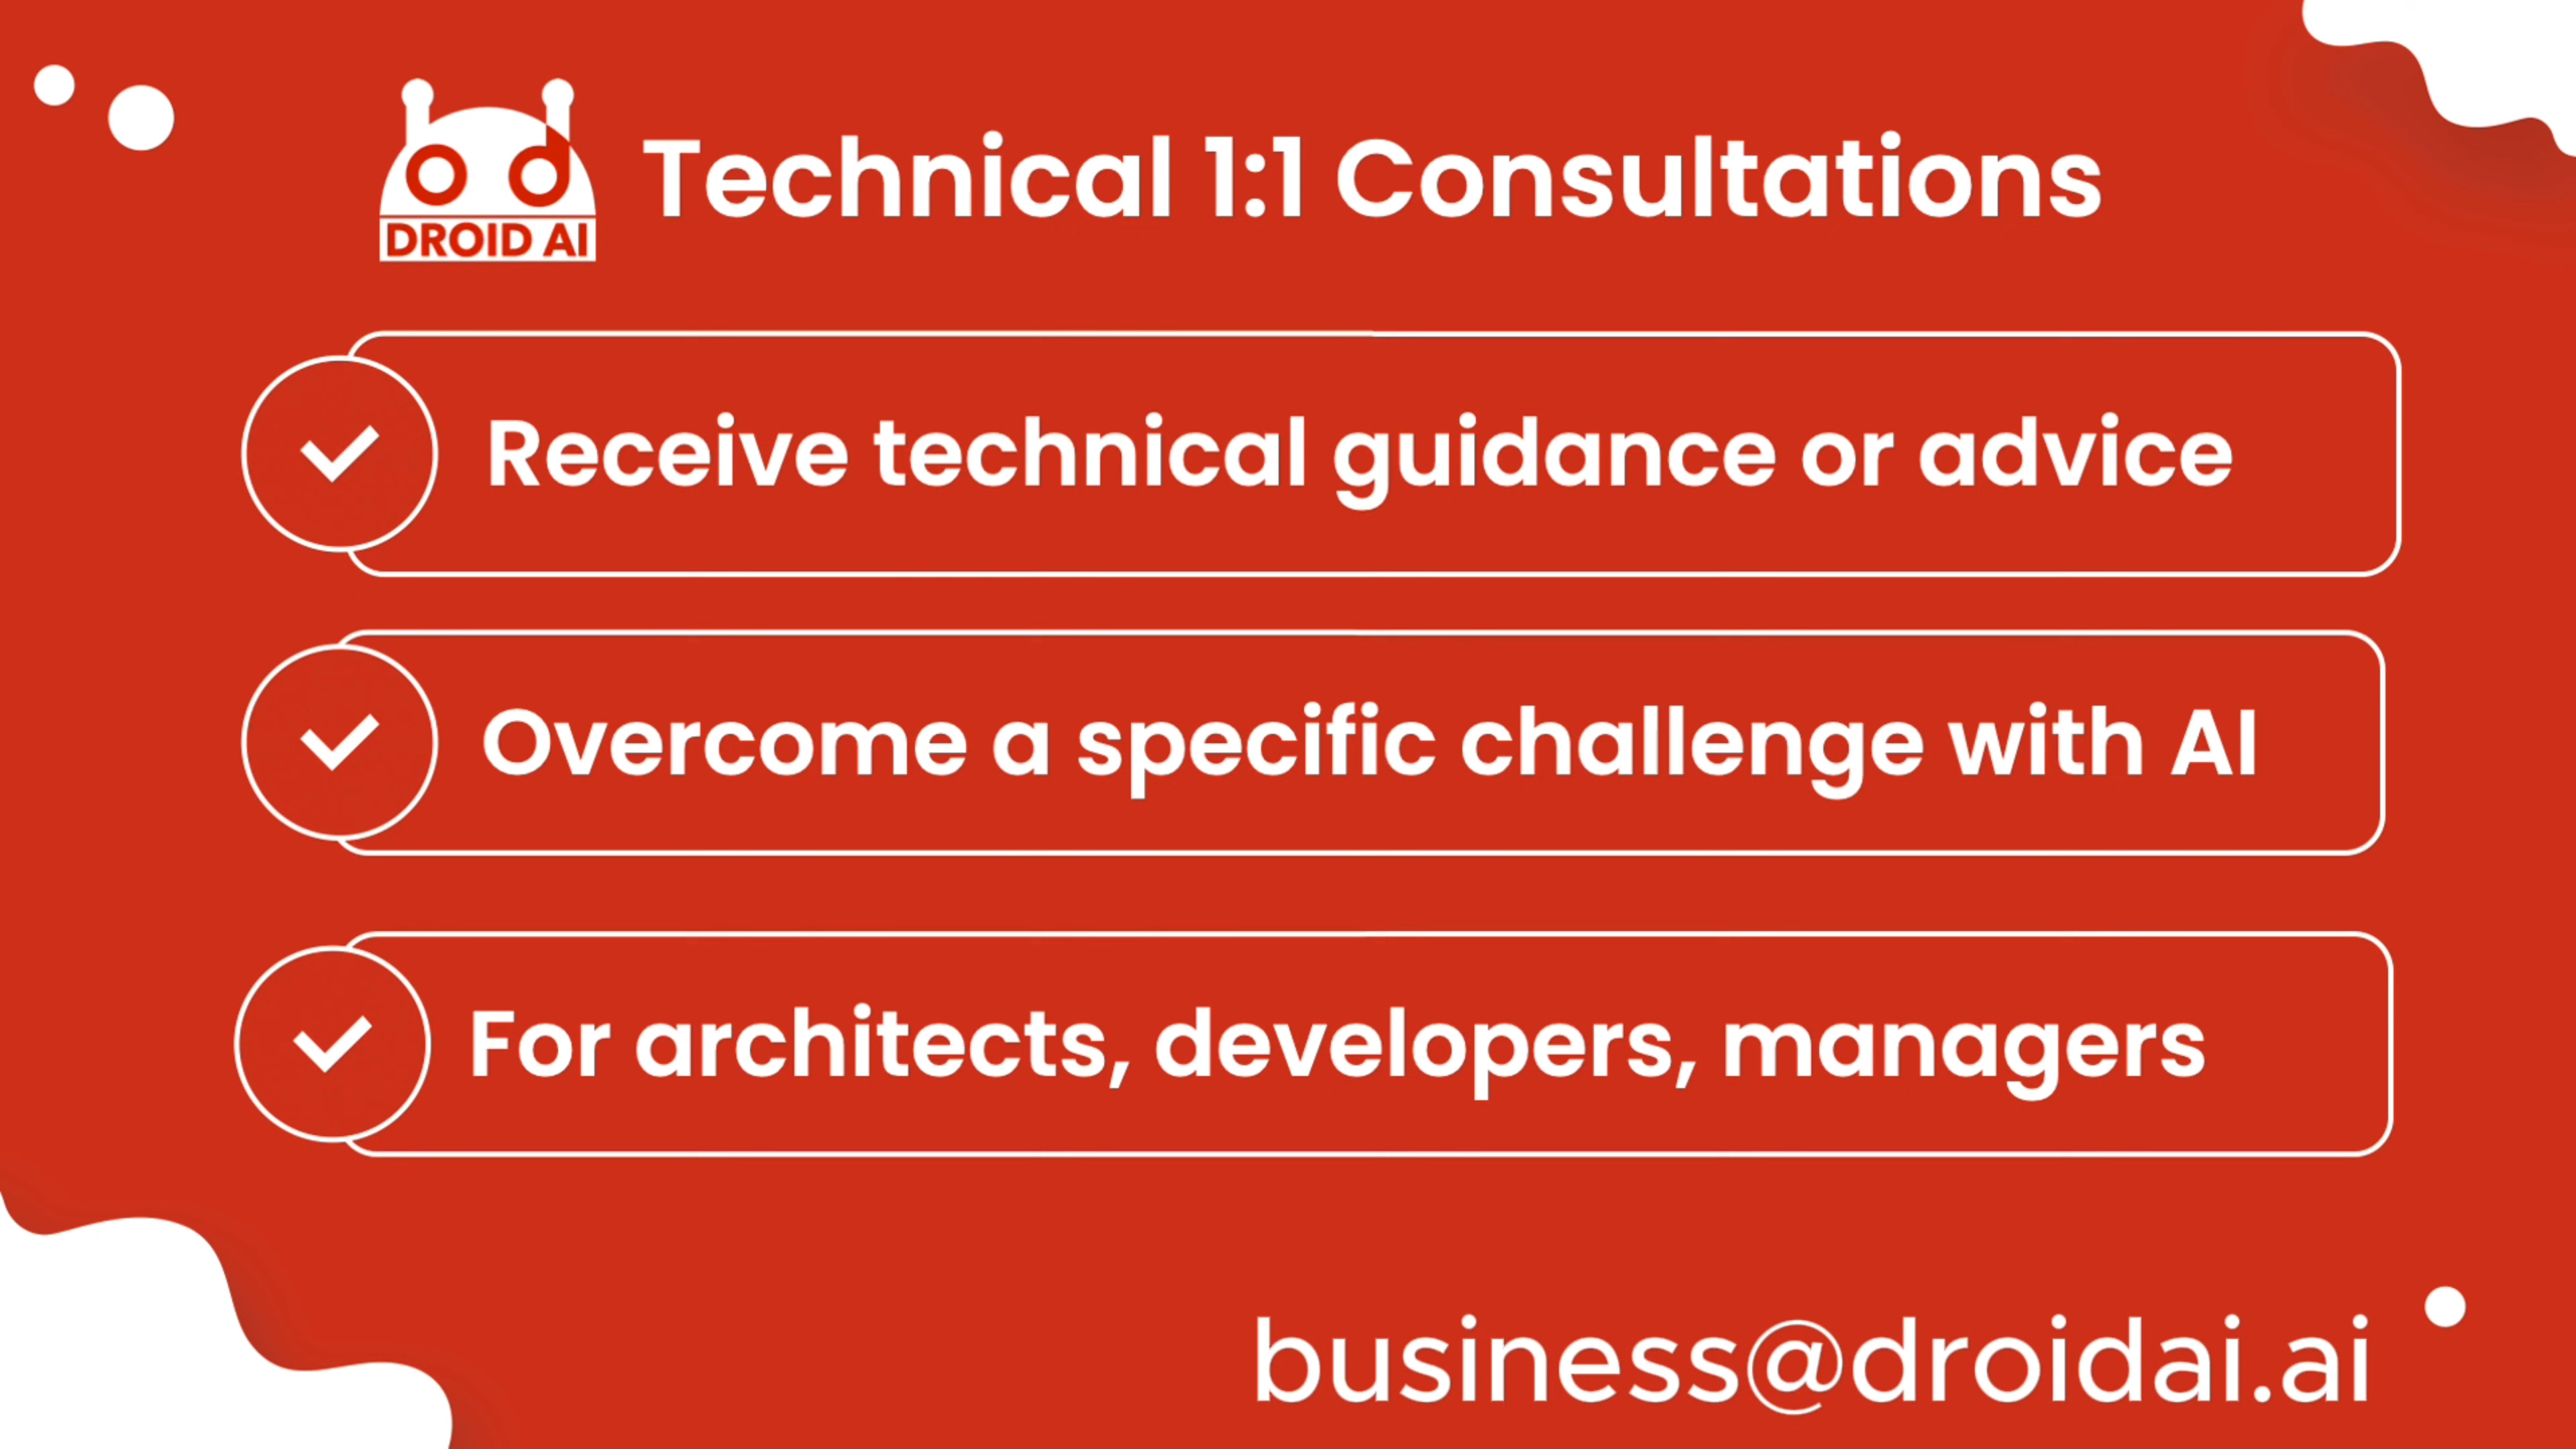 DROID AI
Technical 1:1 Consultations
Receive technical guidance or advice
Overcome a specific challenge with AI
For architects, developers, managers
business@droidai.ai